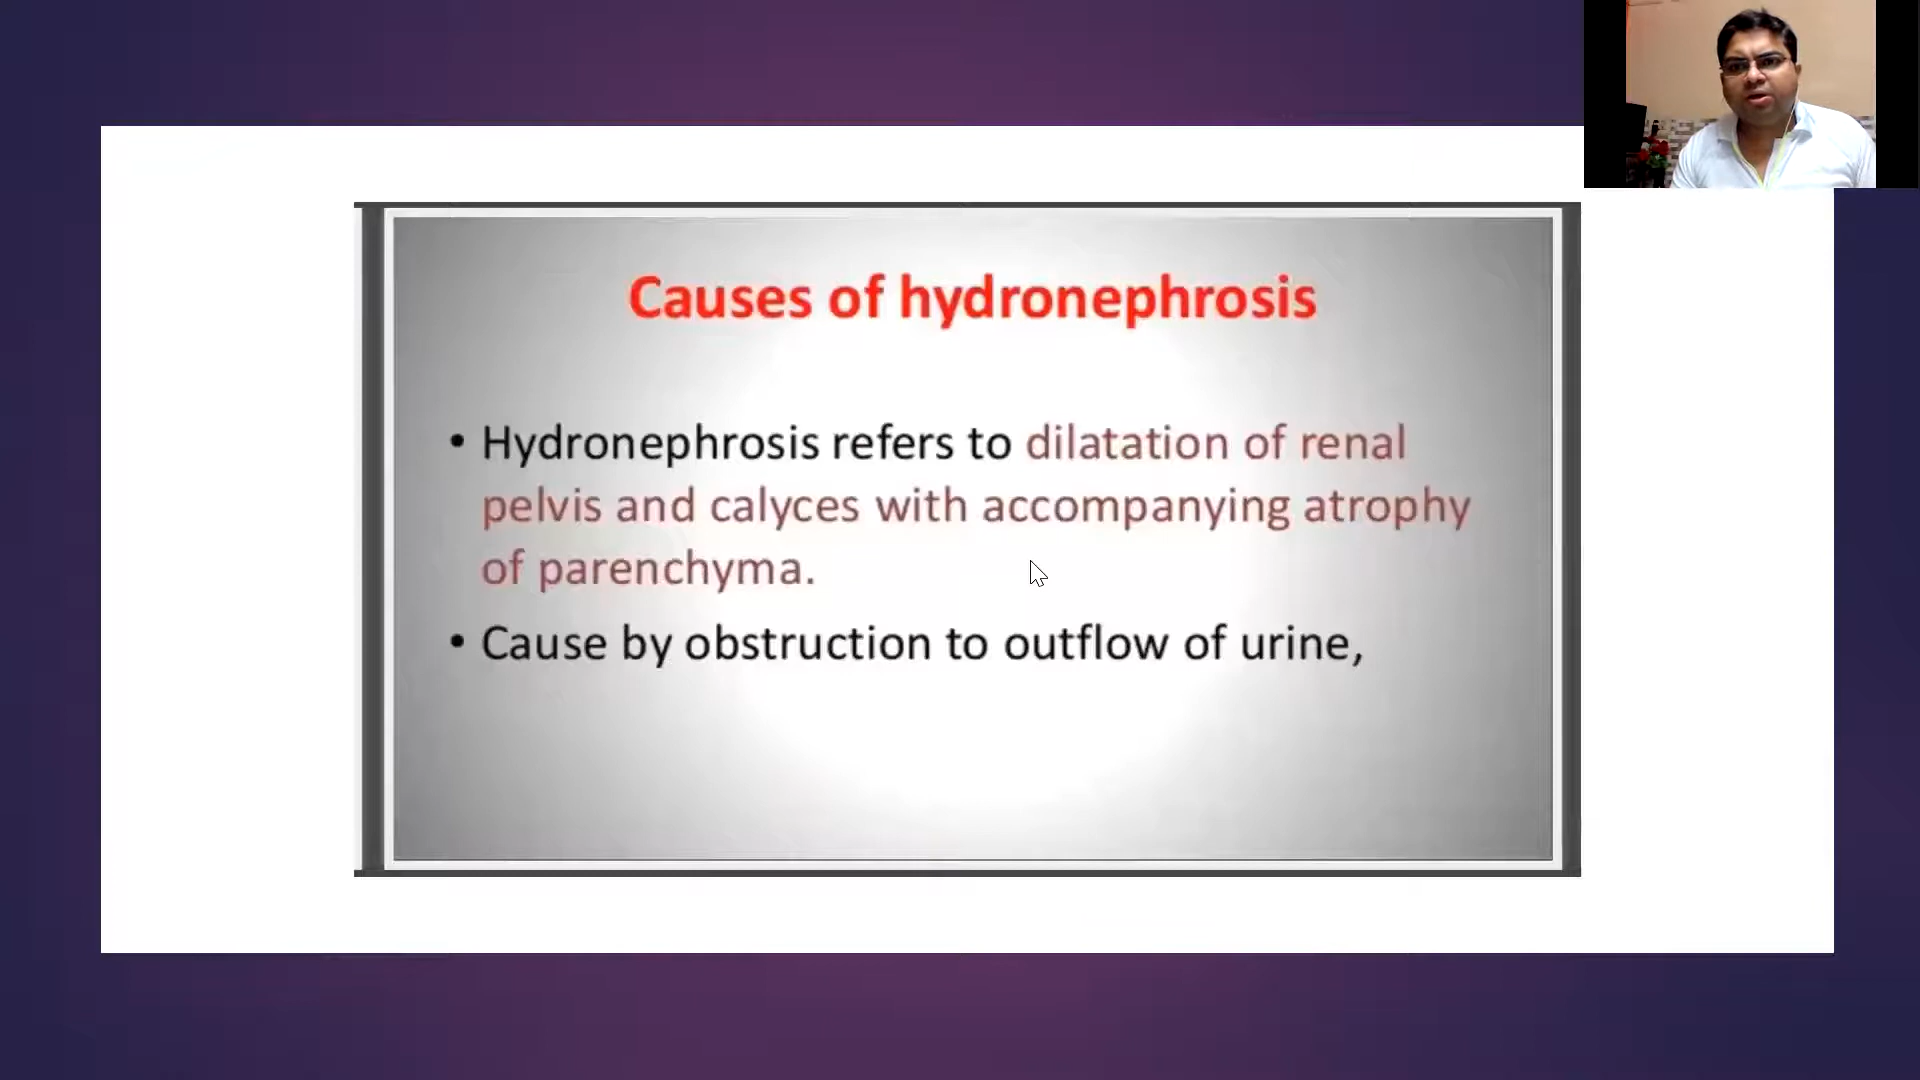 Causes of hydronephrosis
• Hydronephrosis refers to dilatation of renal
pelvis and calyces with accompanying atrophy
of parenchyma.
• Cause by obstruction to outflow of urine,